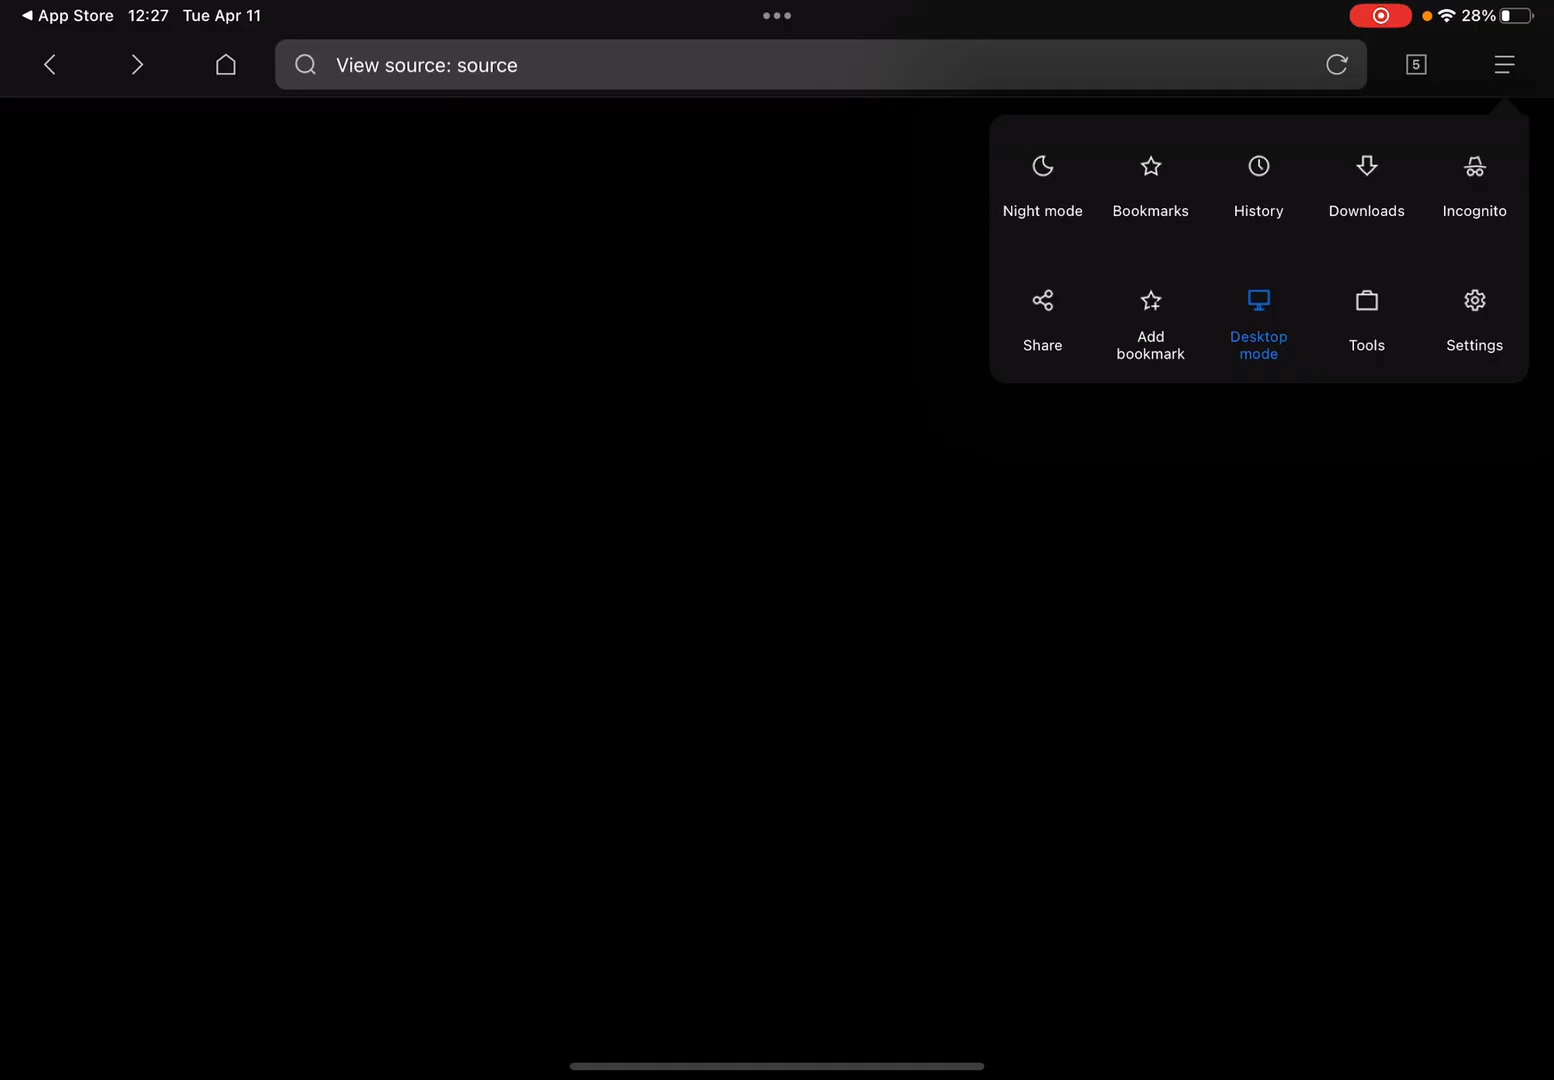 App Store 12:27 Tue Apr 11 28%
View source: source 5
Night mode Bookmarks History Downloads Incognito
Share Add bookmark Desktop mode Tools Settings